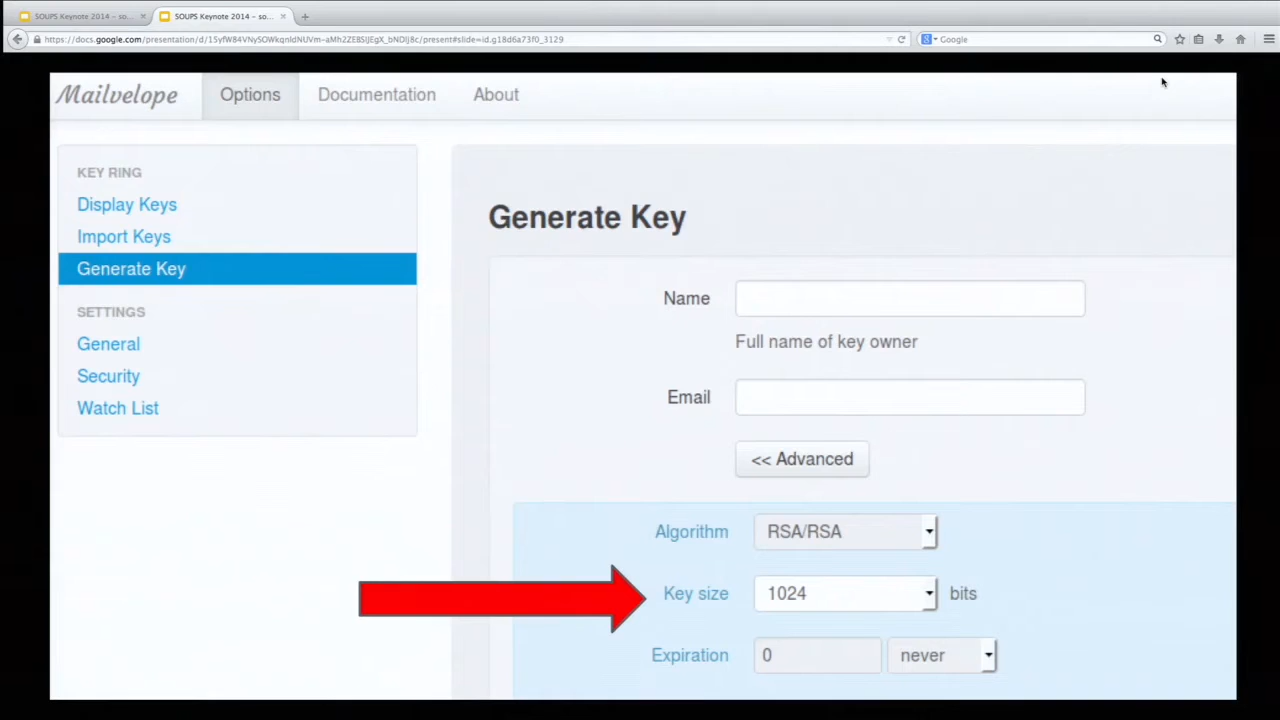 SOUPS Keynote 2014 – so...
SOUPS Keynote 2014 – so...
Google
Mailvelope
Options
Documentation
About
KEY RING
Display Keys
Import Keys
Generate Key
SETTINGS
General
Security
Watch List
Generate Key
Name
Full name of key owner
Email
<< Advanced
Algorithm
RSA/RSA
Key size
1024
bits
Expiration
0
never